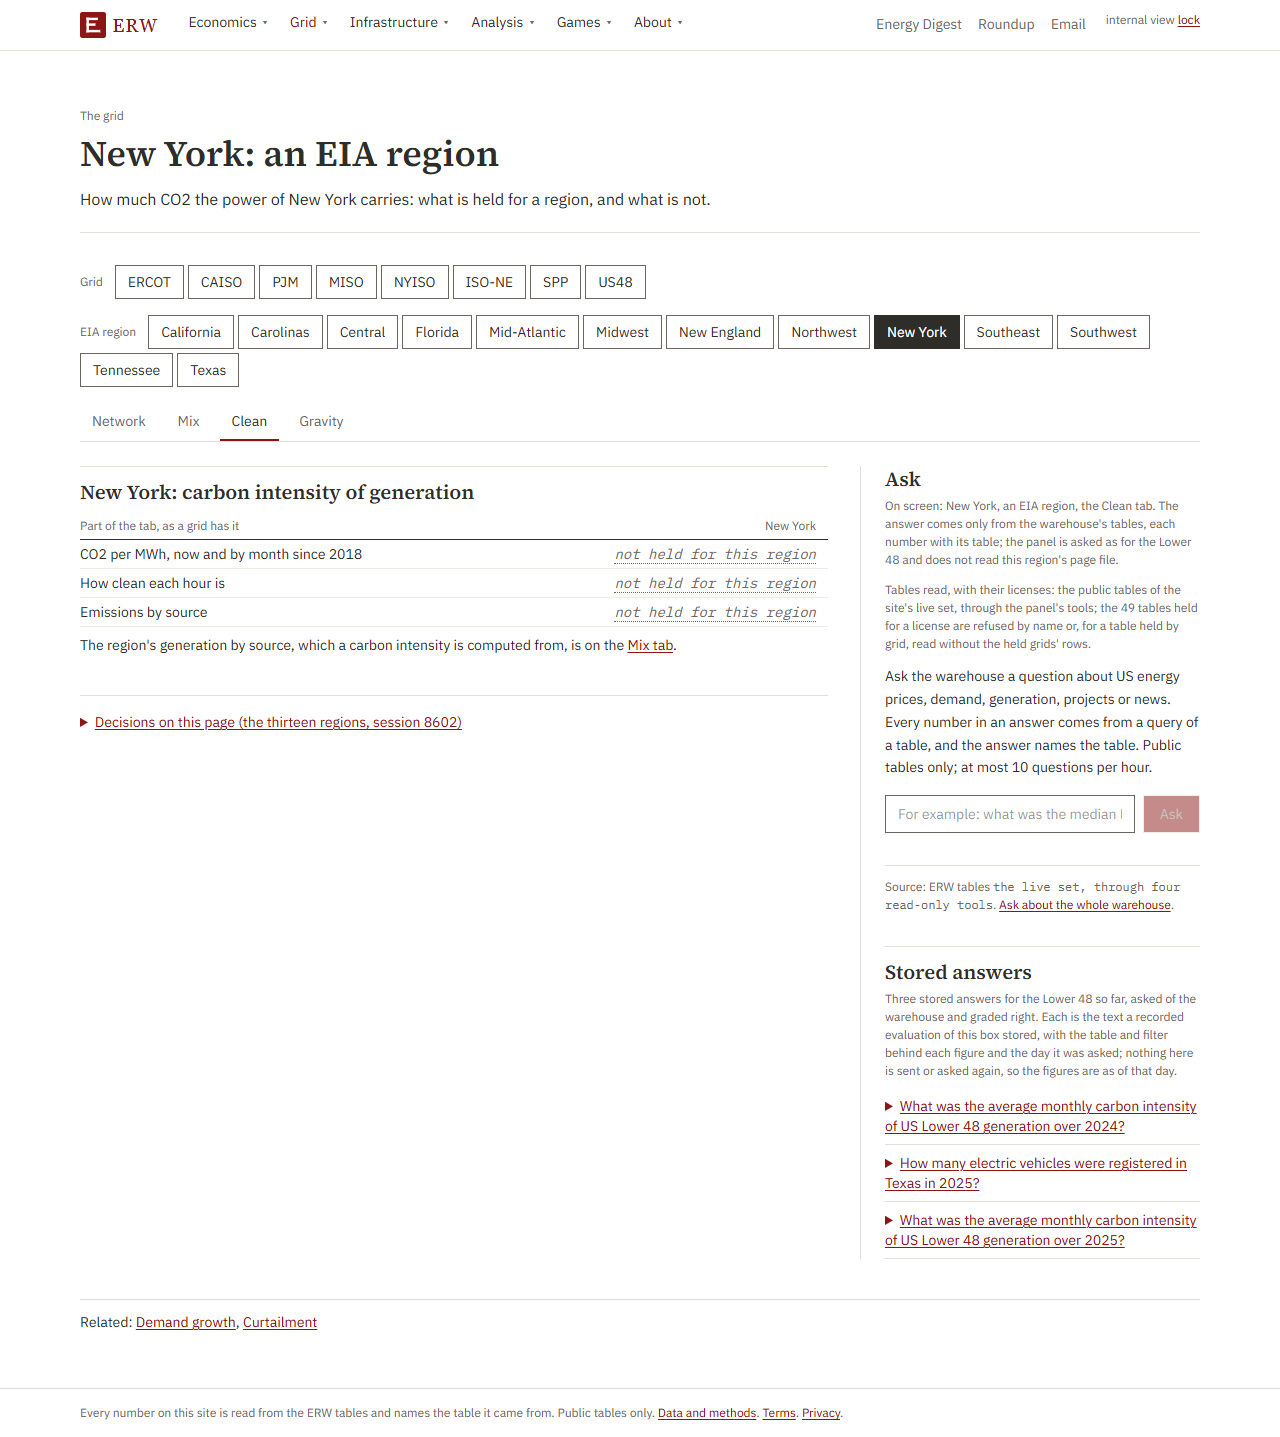 ERW
Economics Grid Infrastructure Analysis Games About
Energy Digest Roundup Email internal view lock
The grid
New York: an EIA region
How much CO2 the power of New York carries: what is held for a region, and what is not.
Grid ERCOT CAISO PJM MISO NYISO ISO-NE SPP US48
EIA region California Carolinas Central Florida Mid-Atlantic Midwest New England Northwest New York Southeast Southwest
Tennessee Texas
Network Mix Clean Gravity
New York: carbon intensity of generation
Part of the tab, as a grid has it New York
CO2 per MWh, now and by month since 2018 not held for this region
How clean each hour is not held for this region
Emissions by source not held for this region
The region's generation by source, which a carbon intensity is computed from, is on the Mix tab.
Decisions on this page (the thirteen regions, session 8602)
Ask
On screen: New York, an EIA region, the Clean tab. The
answer comes only from the warehouse's tables, each
number with its table; the panel is asked as for the Lower
48 and does not read this region's page file.
Tables read, with their licenses: the public tables of the
site's live set, through the panel's tools; the 49 tables held
for a license are refused by name or, for a table held by
grid, read without the held grids' rows.
Ask the warehouse a question about US energy
prices, demand, generation, projects or news.
Every number in an answer comes from a query of
a table, and the answer names the table. Public
tables only; at most 10 questions per hour.
For example: what was the median Ask
Source: ERW tables the live set, through four
read-only tools. Ask about the whole warehouse.
Stored answers
Three stored answers for the Lower 48 so far, asked of the
warehouse and graded right. Each is the text a recorded
evaluation of this box stored, with the table and filter
behind each figure and the day it was asked; nothing here
is sent or asked again, so the figures are as of that day.
What was the average monthly carbon intensity
of US Lower 48 generation over 2024?
How many electric vehicles were registered in
Texas in 2025?
What was the average monthly carbon intensity
of US Lower 48 generation over 2025?
Related: Demand growth, Curtailment
Every number on this site is read from the ERW tables and names the table it came from. Public tables only. Data and methods. Terms. Privacy.